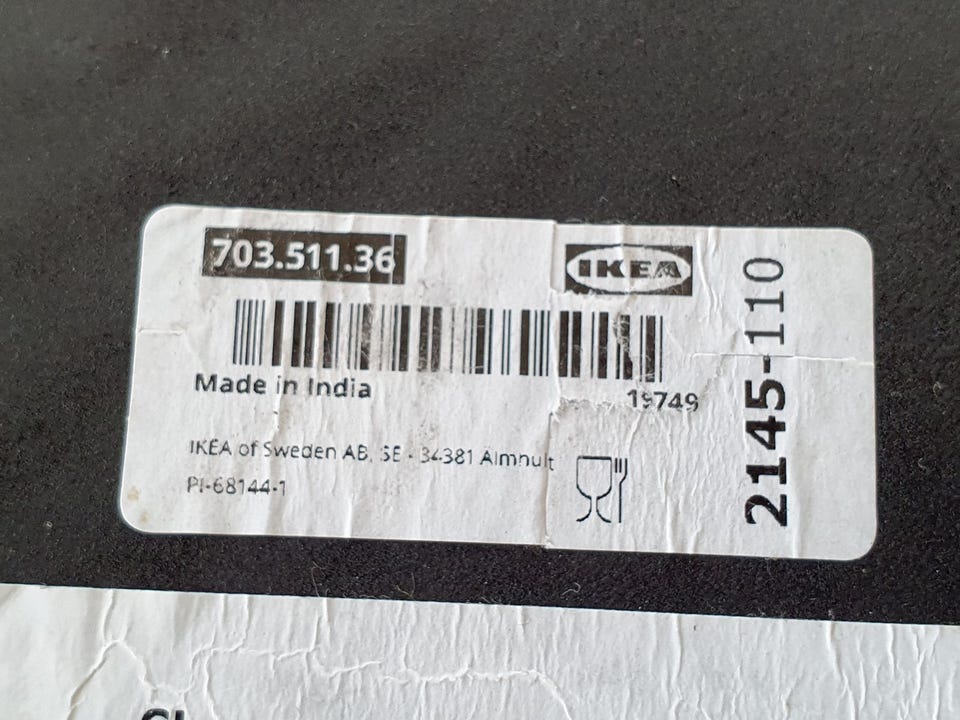 703.511.36
IKEA
Made in India
19749
IKEA of Sweden AB, SE - 34381 Älmhult
PI-68144-1
2145-110